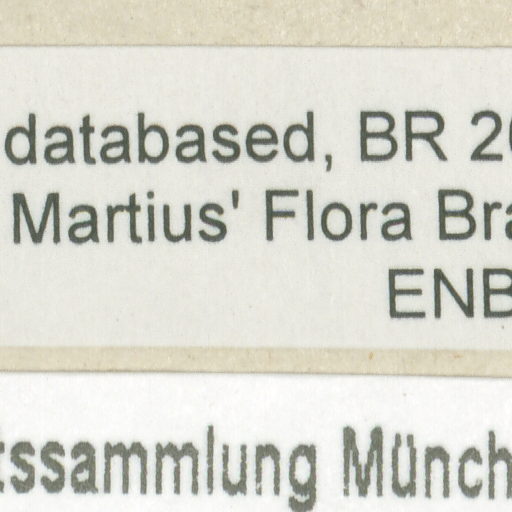 databased, BR 20
Martius' Flora Bra
ENB
tssammlung Münch